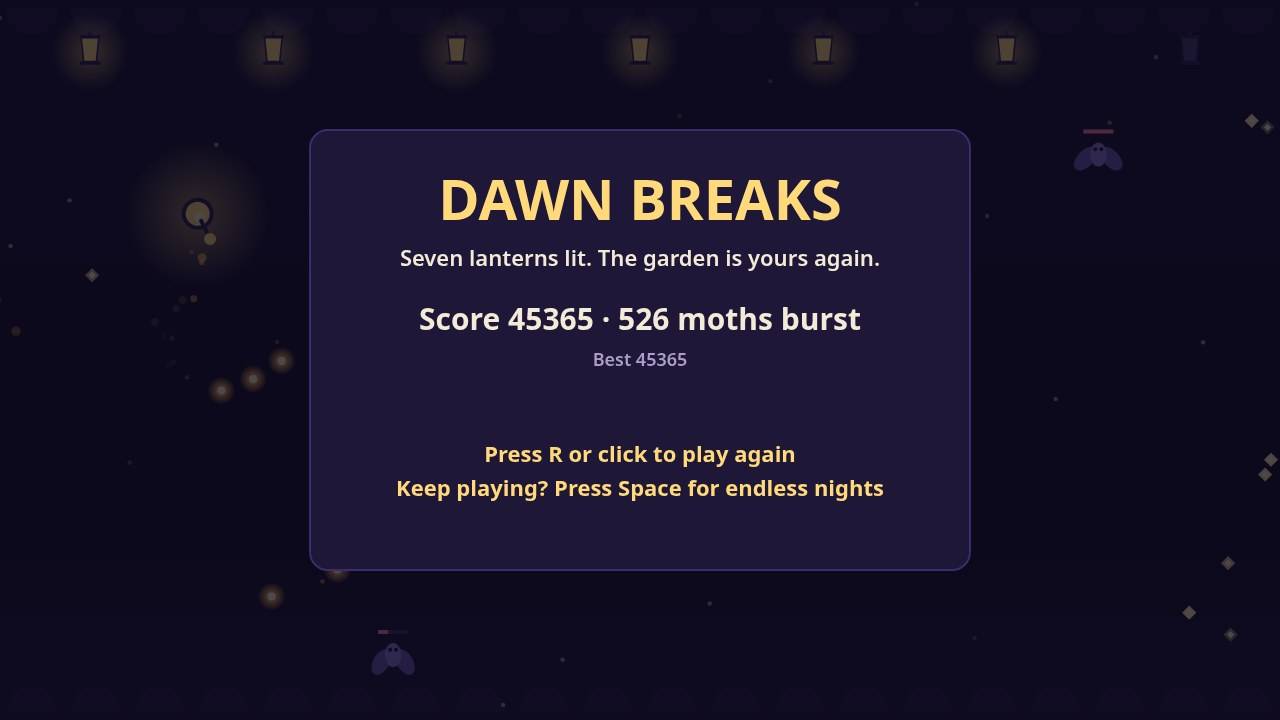 DAWN BREAKS
Seven lanterns lit. The garden is yours again.
Score 45365 · 526 moths burst
Best 45365
Press R or click to play again
Keep playing? Press Space for endless nights